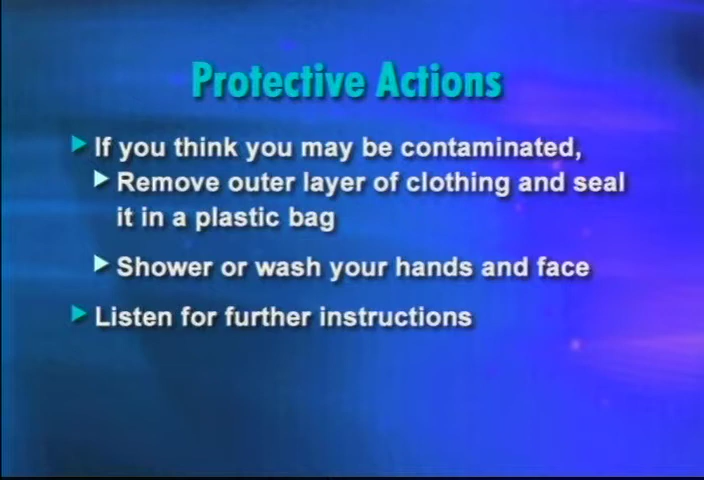 Protective Actions
If you think you may be contaminated,
Remove outer layer of clothing and seal
it in a plastic bag
Shower or wash your hands and face
Listen for further instructions